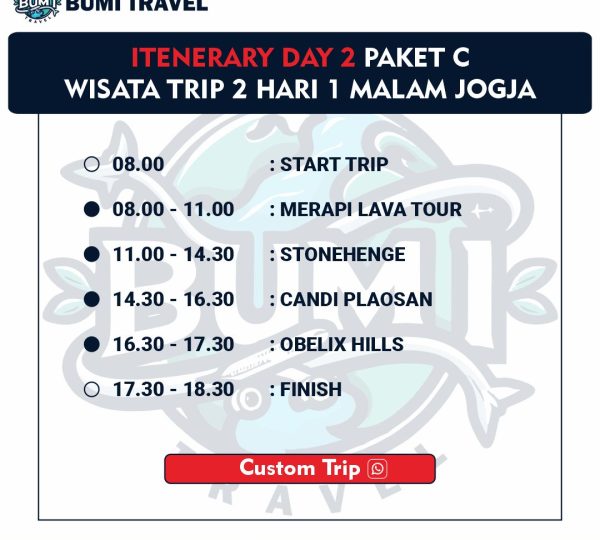 BUMI
TRAVEL
BUMI TRAVEL
ITENERARY DAY 2 PAKET C
WISATA TRIP 2 HARI 1 MALAM JOGJA
08.00 : START TRIP
08.00 - 11.00 : MERAPI LAVA TOUR
11.00 - 14.30 : STONEHENGE
14.30 - 16.30 : CANDI PLAOSAN
16.30 - 17.30 : OBELIX HILLS
17.30 - 18.30 : FINISH
Custom Trip
BUMI
TRAVEL